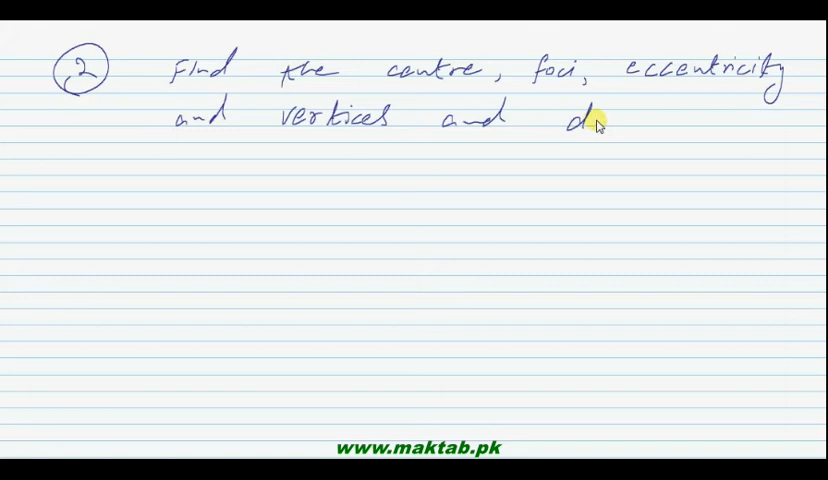 2 Find the centre, foci, eccentricity
and vertices and d
www.maktab.pk